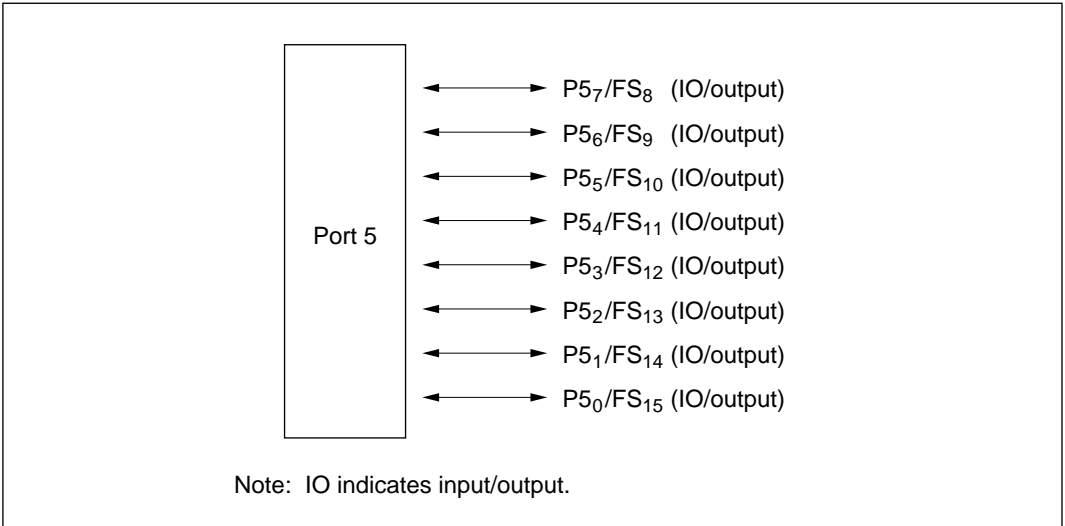 P5₇/FS₈ (IO/output)
P5₆/FS₉ (IO/output)
P5₅/FS₁₀ (IO/output)
P5₄/FS₁₁ (IO/output)
Port 5
P5₃/FS₁₂ (IO/output)
P5₂/FS₁₃ (IO/output)
P5₁/FS₁₄ (IO/output)
P5₀/FS₁₅ (IO/output)
Note: IO indicates input/output.